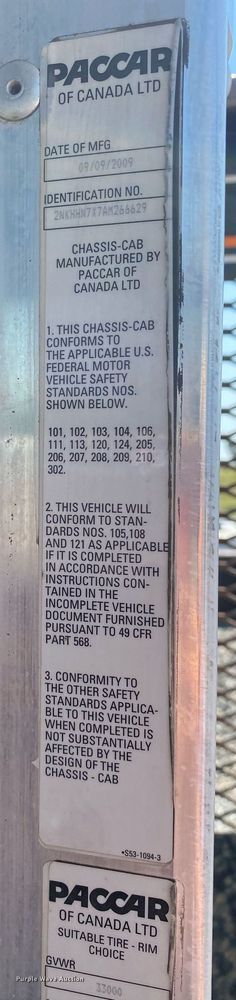 PACCAR
OF CANADA LTD
DATE OF MFG
09/09/2009
IDENTIFICATION NO.
2NKHHN7X7AM266629
CHASSIS-CAB
MANUFACTURED BY
PACCAR OF
CANADA LTD
1. THIS CHASSIS-CAB
CONFORMS TO
THE APPLICABLE U.S.
FEDERAL MOTOR
VEHICLE SAFETY
STANDARDS NOS.
SHOWN BELOW.
101, 102, 103, 104, 106,
111, 113, 120, 124, 205,
206, 207, 208, 209, 210,
302.
2. THIS VEHICLE WILL
CONFORM TO STAN-
DARDS NOS. 105,108
AND 121 AS APPLICABLE
IF IT IS COMPLETED
IN ACCORDANCE WITH
INSTRUCTIONS CON-
TAINED IN THE
INCOMPLETE VEHICLE
DOCUMENT FURNISHED
PURSUANT TO 49 CFR
PART 568.
3. CONFORMITY TO
THE OTHER SAFETY
STANDARDS APPLICA-
BLE TO THIS VEHICLE
WHEN COMPLETED IS
NOT SUBSTANTIALLY
AFFECTED BY THE
DESIGN OF THE
CHASSIS - CAB
•S53-1094-3
PACCAR
OF CANADA LTD
SUITABLE TIRE - RIM
CHOICE
GVWR
33000
Purple Wave Auction